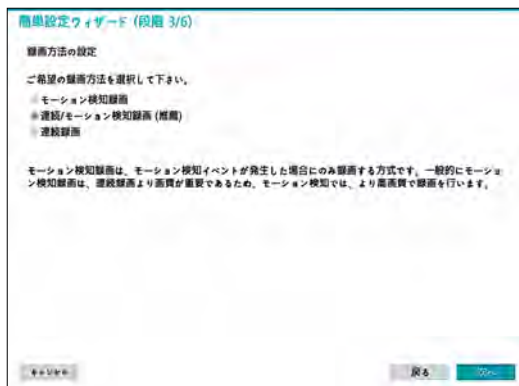 簡単設定ウィザード (段階 3/6)
録画方法の設定
ご希望の録画方法を選択して下さい。
モーション検知録画
連続/モーション検知録画 (推薦)
連続録画
モーション検知録画は、モーション検知イベントが発生した場合にのみ録画する方式です。一般的にモーショ
ン検知録画は、連続録画より画質が重要であるため、モーション検知では、より高画質で録画を行います。
キャンセル
戻る
次へ